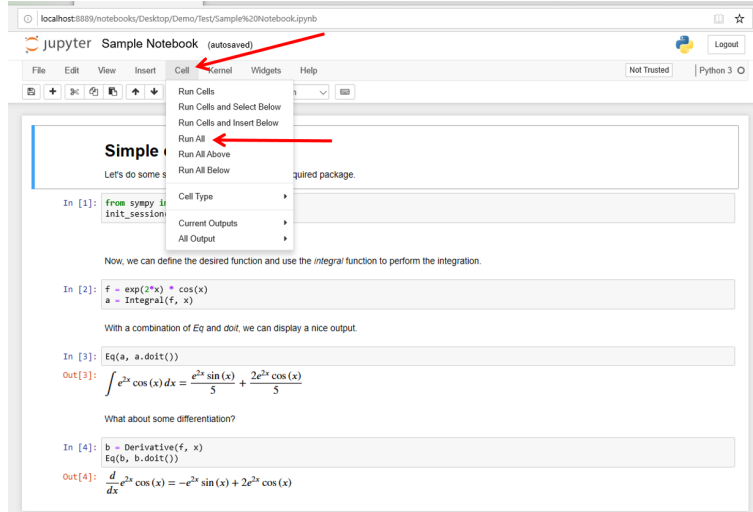 localhost:8889/notebooks/Desktop/Demo/Test/Sample%20Notebook.ipynb
jupyter Sample Notebook (autosaved)
Logout
File Edit View Insert Cell Kernel Widgets Help
Not Trusted
Python 3
Run Cells
Run Cells and Select Below
Run Cells and Insert Below
Run All
Run All Above
Run All Below
Cell Type
Current Outputs
All Output
Simple
Let's do some
quired package.
In [1]: from sympy
init_session
Now, we can define the desired function and use the integral function to perform the integration.
In [2]: f = exp(2*x) * cos(x)
a = Integral(f, x)
With a combination of Eq and doit, we can display a nice output.
In [3]: Eq(a, a.doit())
Out[3]: ∫ e^{2x} cos (x) dx = e^{2x} sin (x)/5 + 2e^{2x} cos (x)/5
What about some differentiation?
In [4]: b = Derivative(f, x)
Eq(b, b.doit())
Out[4]: d/dx e^{2x} cos (x) = −e^{2x} sin (x) + 2e^{2x} cos (x)